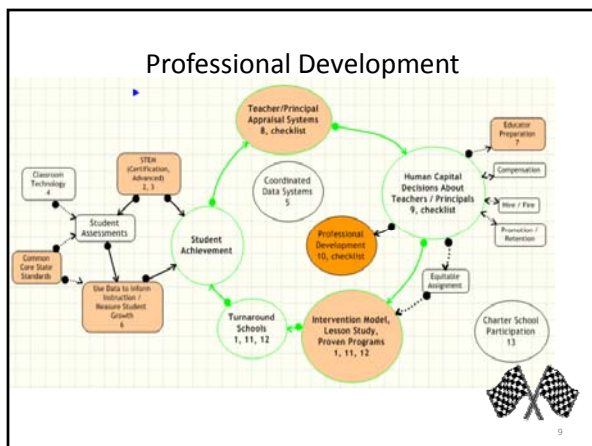 Professional Development
Teacher/Principal
Appraisal Systems
8, checklist
Educator
Preparation
7
STEM
(Certification,
Advanced)
2, 3
Classroom
Technology
4
Coordinated
Data Systems
5
Human Capital
Decisions About
Teachers / Principals
9, checklist
Compensation
Hire / Fire
Promotion /
Retention
Student
Assessments
Student
Achievement
Professional
Development
10, checklist
Common
Core State
Standards
Use Data to Inform
Instruction /
Measure Student
Growth
6
Equitable
Assignment
Turnaround
Schools
1, 11, 12
Intervention Model,
Lesson Study,
Proven Programs
1, 11, 12
Charter School
Participation
13
9